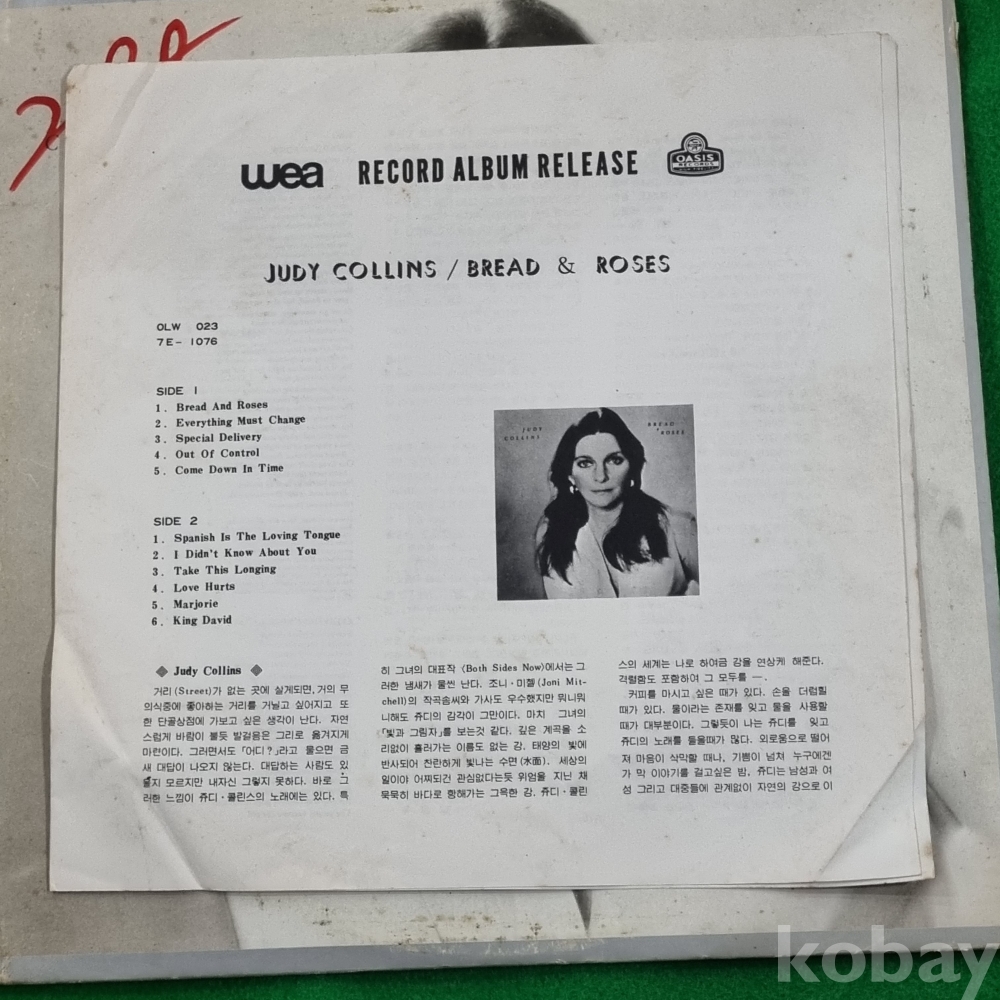 wea RECORD ALBUM RELEASE OASIS RECORDS
JUDY COLLINS / BREAD & ROSES
OLW 023
7E-1076
SIDE 1
1. Bread And Roses
2. Everything Must Change
3. Special Delivery
4. Out Of Control
5. Come Down In Time
JUDY COLLINS
BREAD & ROSES
SIDE 2
1. Spanish Is The Loving Tongue
2. I Didn't Know About You
3. Take This Longing
4. Love Hurts
5. Marjorie
6. King David
◈ Judy Collins ◈
거리(Street)가 없는 곳에 살게되면, 거의 무
의식중에 좋아하는 거리를 거닐고 싶어지고 또
한 단골상점에 가보고 싶은 생각이 난다. 자연
스럽게 바람이 불듯 발걸음은 그리로 옮겨지게
마련이다. 그러면서도 「어디?」라고 물으면 금
새 대답이 나오지 않는다. 대답하는 사람도 있
을지 모르지만 내자신 그렇지 못하다. 바로 그
러한 느낌이 쥬디·콜린스의 노래에는 있다. 특
히 그녀의 대표작 〈Both Sides Now〉에서는 그
러한 냄새가 물씬 난다. 조니·미첼(Joni Mit-
chell)의 작곡솜씨와 가사도 우수했지만 뭐니뭐
니해도 쥬디의 감각이 그만이다. 마치 그녀의
「빛과 그림자」를 보는것 같다. 깊은 계곡을 소
리없이 흘러가는 이름도 없는 강. 태양의 빛에
반사되어 찬란하게 빛나는 수면(水面). 세상의
일이야 어찌되건 관심없다는듯 위엄을 지닌 채
묵묵히 바다로 항해가는 그윽한 강. 쥬디·콜린
스의 세계는 나로 하여금 강을 연상케 해준다.
격렬함도 포함하여 그 모두를 —.
커피를 마시고 싶은 때가 있다. 손을 더럽힐
때가 있다. 물이라는 존재를 잊고 물을 사용할
때가 대부분이다. 그렇듯이 나는 쥬디를 잊고
쥬디의 노래를 들을때가 많다. 외로움으로 떨어
져 마음이 삭막할 때나, 기쁨이 넘쳐 누구에겐
가 막 이야기를 걸고싶은 밤, 쥬디는 남성과 여
성 그리고 대중들에 관계없이 자연의 강으로 이
kobay